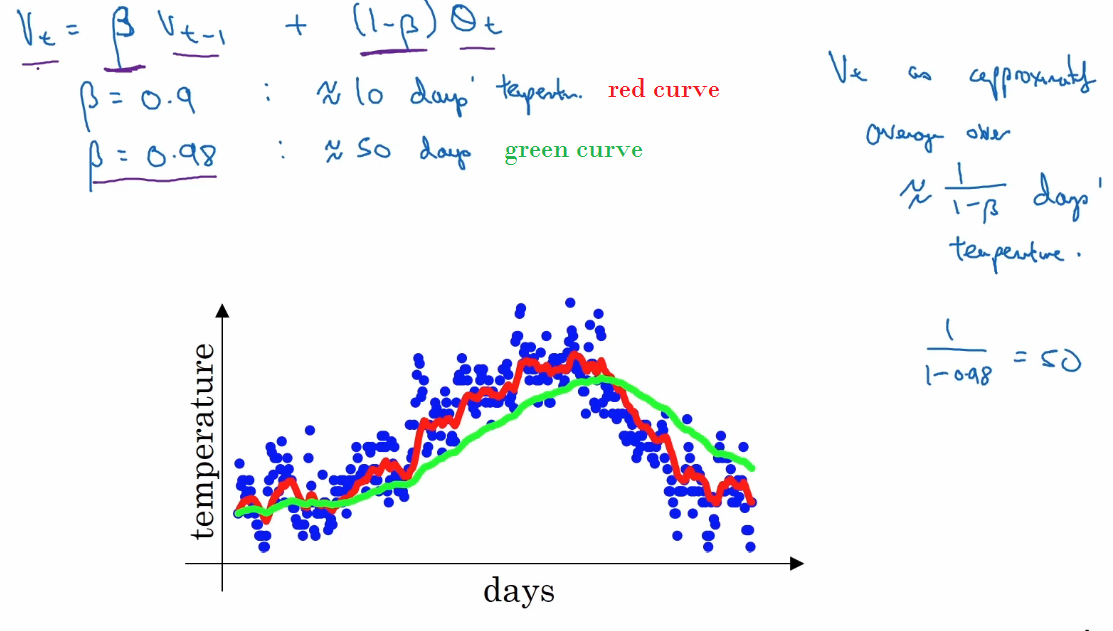 Vt = β Vt-1 + (1-β) θt
β = 0.9 : ≈ 10 days' temperatur. red curve
β = 0.98 : ≈ 50 days green curve
Vt as approximately
average over
≈ 1/(1-β) days'
temperature.
1/(1-0.98) = 50
temperature
days